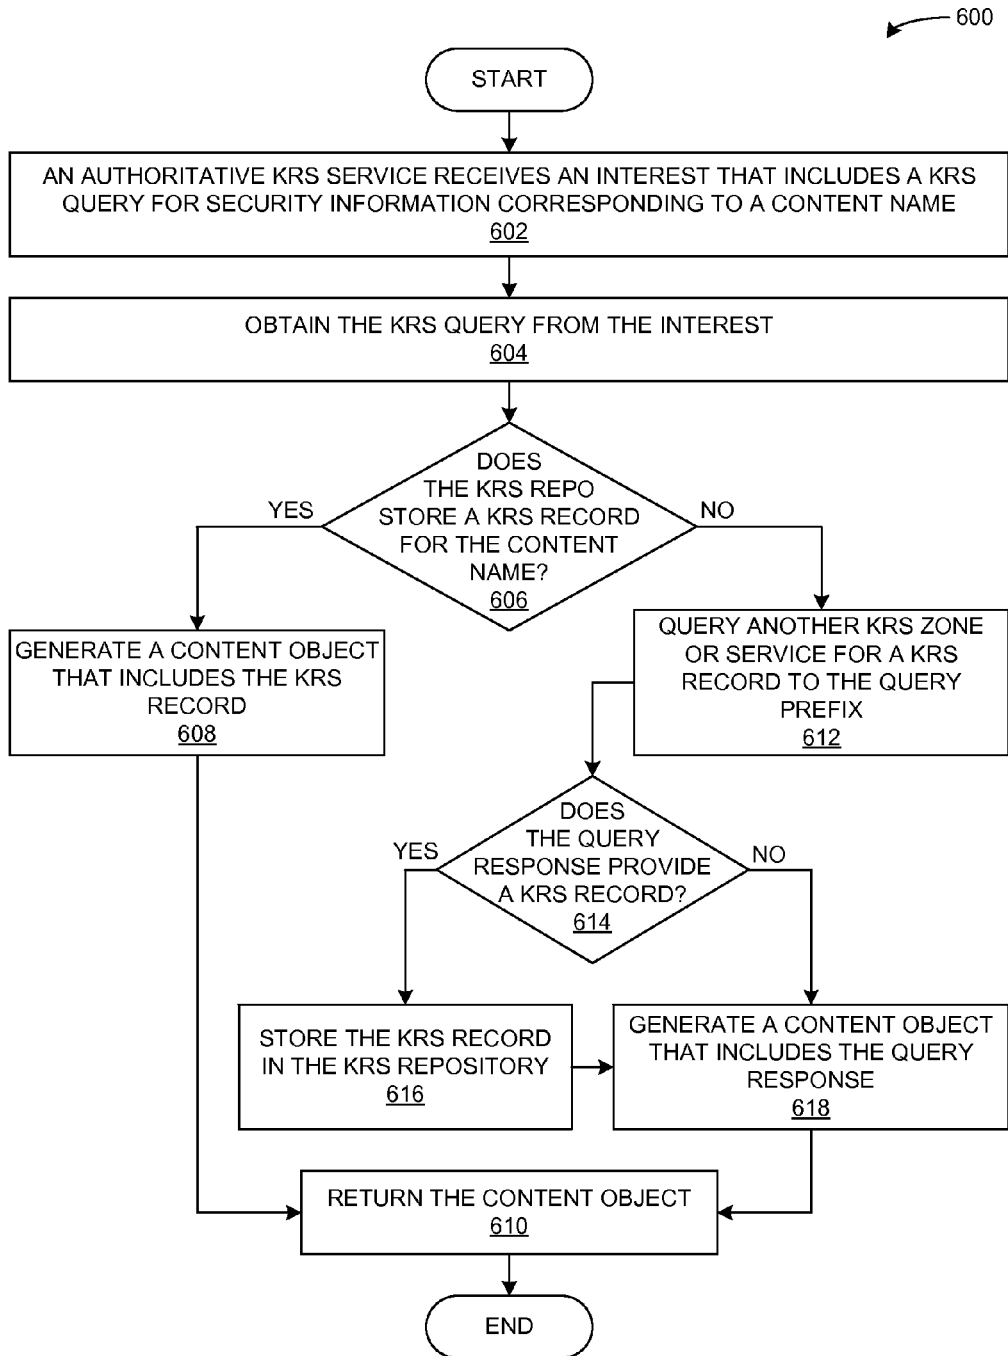 600
START
AN AUTHORITATIVE KRS SERVICE RECEIVES AN INTEREST THAT INCLUDES A KRS
QUERY FOR SECURITY INFORMATION CORRESPONDING TO A CONTENT NAME
602
OBTAIN THE KRS QUERY FROM THE INTEREST
604
DOES
THE KRS REPO
STORE A KRS RECORD
FOR THE CONTENT
NAME?
606
YES
NO
GENERATE A CONTENT OBJECT
THAT INCLUDES THE KRS
RECORD
608
QUERY ANOTHER KRS ZONE
OR SERVICE FOR A KRS
RECORD TO THE QUERY
PREFIX
612
DOES
THE QUERY
RESPONSE PROVIDE
A KRS RECORD?
614
YES
NO
STORE THE KRS RECORD
IN THE KRS REPOSITORY
616
GENERATE A CONTENT OBJECT
THAT INCLUDES THE QUERY
RESPONSE
618
RETURN THE CONTENT OBJECT
610
END